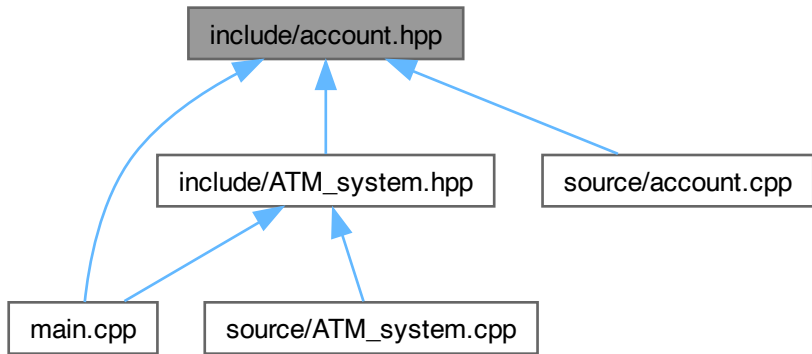 include/account.hpp
include/ATM_system.hpp
source/account.cpp
main.cpp
source/ATM_system.cpp